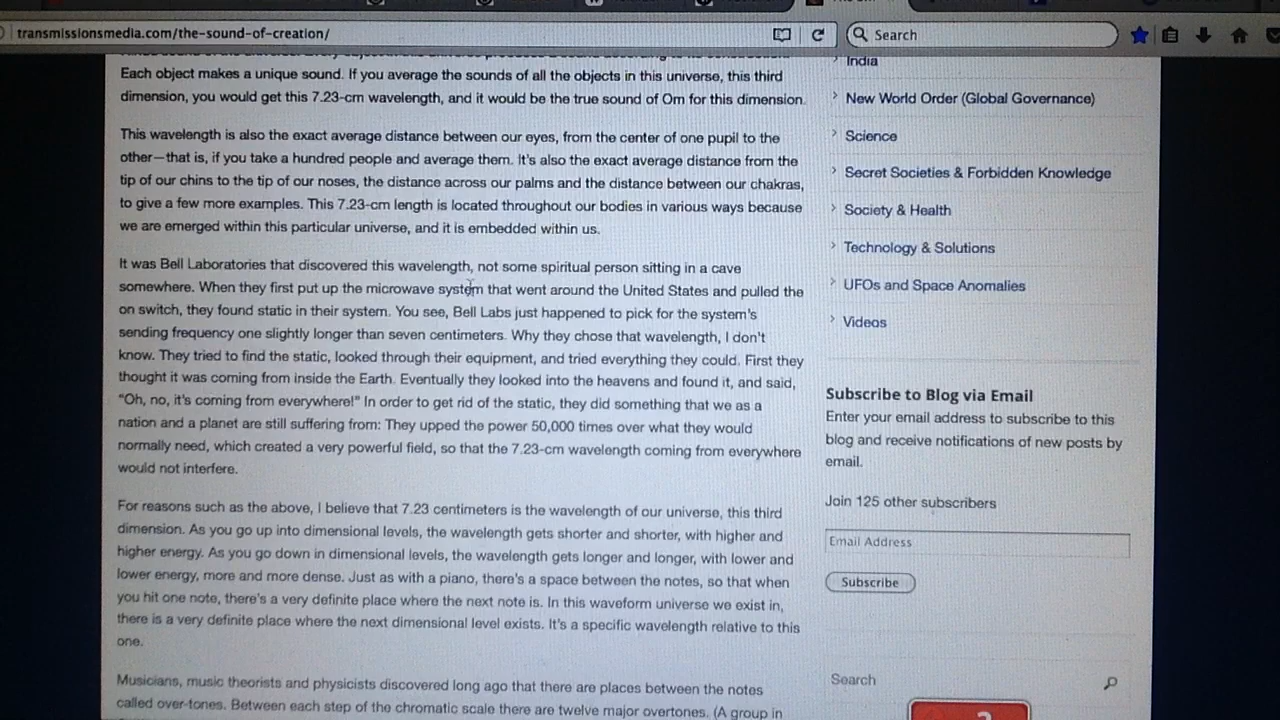 transmissionsmedia.com/the-sound-of-creation/
Search
Each object makes a unique sound. If you average the sounds of all the objects in this universe, this third
dimension, you would get this 7.23-cm wavelength, and it would be the true sound of Om for this dimension.
This wavelength is also the exact average distance between our eyes, from the center of one pupil to the
other—that is, if you take a hundred people and average them. It's also the exact average distance from the
tip of our chins to the tip of our noses, the distance across our palms and the distance between our chakras,
to give a few more examples. This 7.23-cm length is located throughout our bodies in various ways because
we are emerged within this particular universe, and it is embedded within us.
It was Bell Laboratories that discovered this wavelength, not some spiritual person sitting in a cave
somewhere. When they first put up the microwave system that went around the United States and pulled the
on switch, they found static in their system. You see, Bell Labs just happened to pick for the system's
sending frequency one slightly longer than seven centimeters. Why they chose that wavelength, I don't
know. They tried to find the static, looked through their equipment, and tried everything they could. First they
thought it was coming from inside the Earth. Eventually they looked into the heavens and found it, and said,
"Oh, no, it's coming from everywhere!" In order to get rid of the static, they did something that we as a
nation and a planet are still suffering from: They upped the power 50,000 times over what they would
normally need, which created a very powerful field, so that the 7.23-cm wavelength coming from everywhere
would not interfere.
For reasons such as the above, I believe that 7.23 centimeters is the wavelength of our universe, this third
dimension. As you go up into dimensional levels, the wavelength gets shorter and shorter, with higher and
higher energy. As you go down in dimensional levels, the wavelength gets longer and longer, with lower and
lower energy, more and more dense. Just as with a piano, there's a space between the notes, so that when
you hit one note, there's a very definite place where the next note is. In this waveform universe we exist in,
there is a very definite place where the next dimensional level exists. It's a specific wavelength relative to this
one.
Musicians, music theorists and physicists discovered long ago that there are places between the notes
called over-tones. Between each step of the chromatic scale there are twelve major overtones. (A group in
India
New World Order (Global Governance)
Science
Secret Societies & Forbidden Knowledge
Society & Health
Technology & Solutions
UFOs and Space Anomalies
Videos
Subscribe to Blog via Email
Enter your email address to subscribe to this
blog and receive notifications of new posts by
email.
Join 125 other subscribers
Email Address
Subscribe
Search